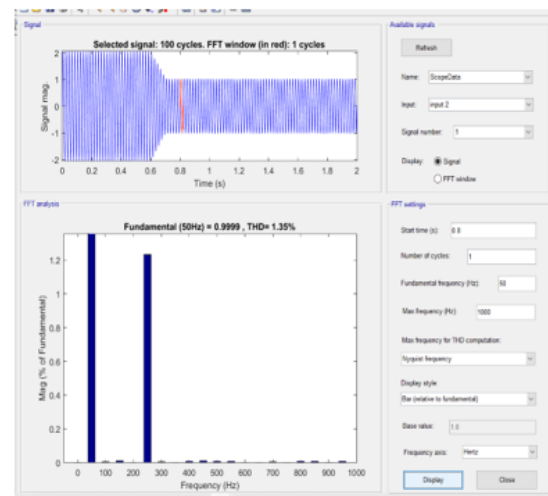 Signal
Selected signal: 100 cycles. FFT window (in red): 1 cycles
2
1
0
-1
-2
Signal mag.
0 0.2 0.4 0.6 0.8 1 1.2 1.4 1.6 1.8 2
Time (s)
FFT analysis
Fundamental (50Hz) = 0.9999 , THD= 1.35%
1.2
1
0.8
0.6
0.4
0.2
0
Mag (% of Fundamental)
0 100 200 300 400 500 600 700 800 900 1000
Frequency (Hz)
Available signals
Refresh
Name: ScopeData
Input: input 2
Signal number: 1
Display: Signal
FFT window
FFT settings
Start time (s): 0.8
Number of cycles: 1
Fundamental frequency (Hz): 50
Max frequency (Hz): 1000
Max frequency for THD computation:
Nyquist frequency
Display style:
Bar (relative to fundamental)
Base value: 1.0
Frequency axis: Hertz
Display Close